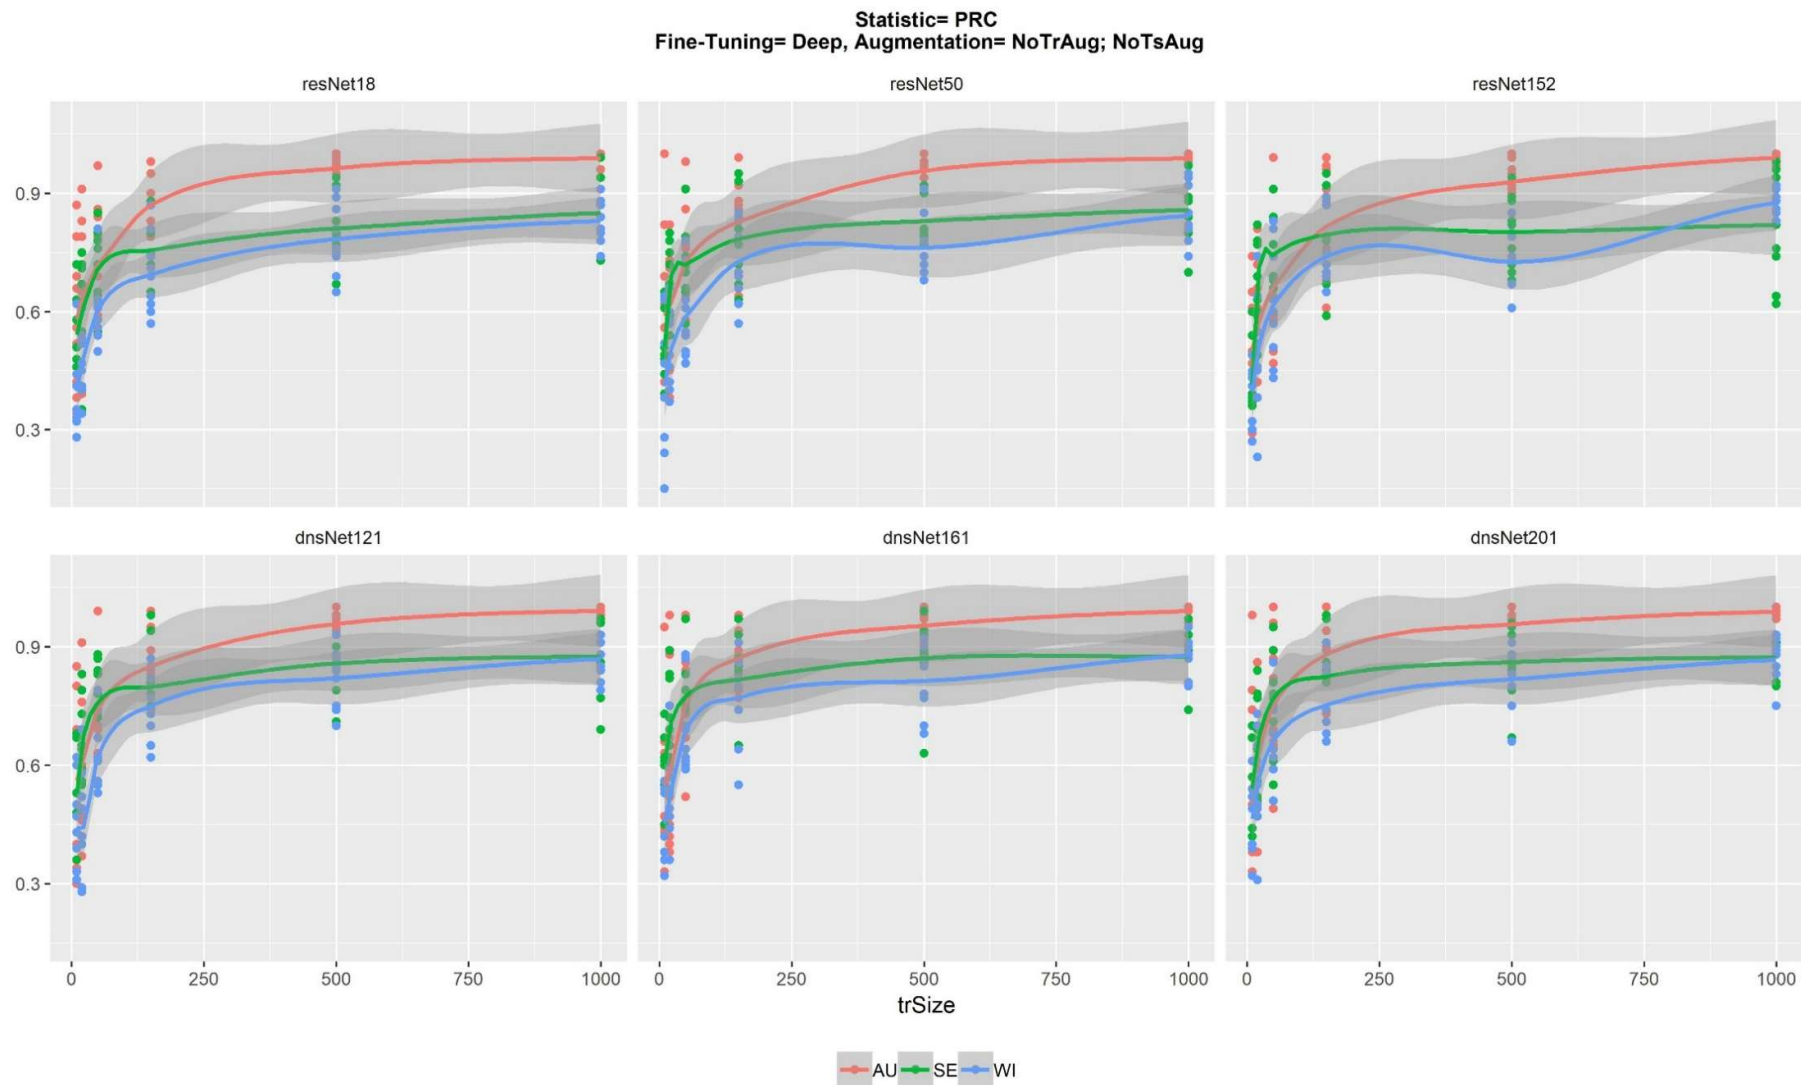 Statistic= PRC
Fine-Tuning= Deep, Augmentation= NoTrAug; NoTsAug
resNet18 resNet50 resNet152
0.9
0.6
0.3
dnsNet121 dnsNet161 dnsNet201
0.9
0.6
0.3
0 250 500 750 1000 0 250 500 750 1000 0 250 500 750 1000
trSize
AU SE WI